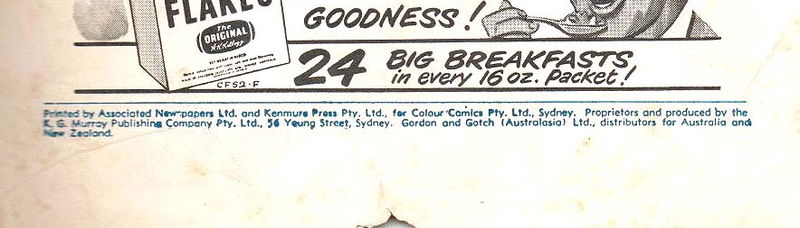 FLAKES
GOODNESS!
The
ORIGINAL
W.K. Kellogg
CFS2·F
24 BIG BREAKFASTS
in every 16 oz. Packet!
Printed by Associated Newspapers Ltd. and Kenmure Press Pty. Ltd., for Colour Comics Pty. Ltd., Sydney. Proprietors and produced by the
K. G. Murray Publishing Company Pty. Ltd., 56 Young Street, Sydney. Gordon and Gotch (Australasia) Ltd., distributors for Australia and
New Zealand.